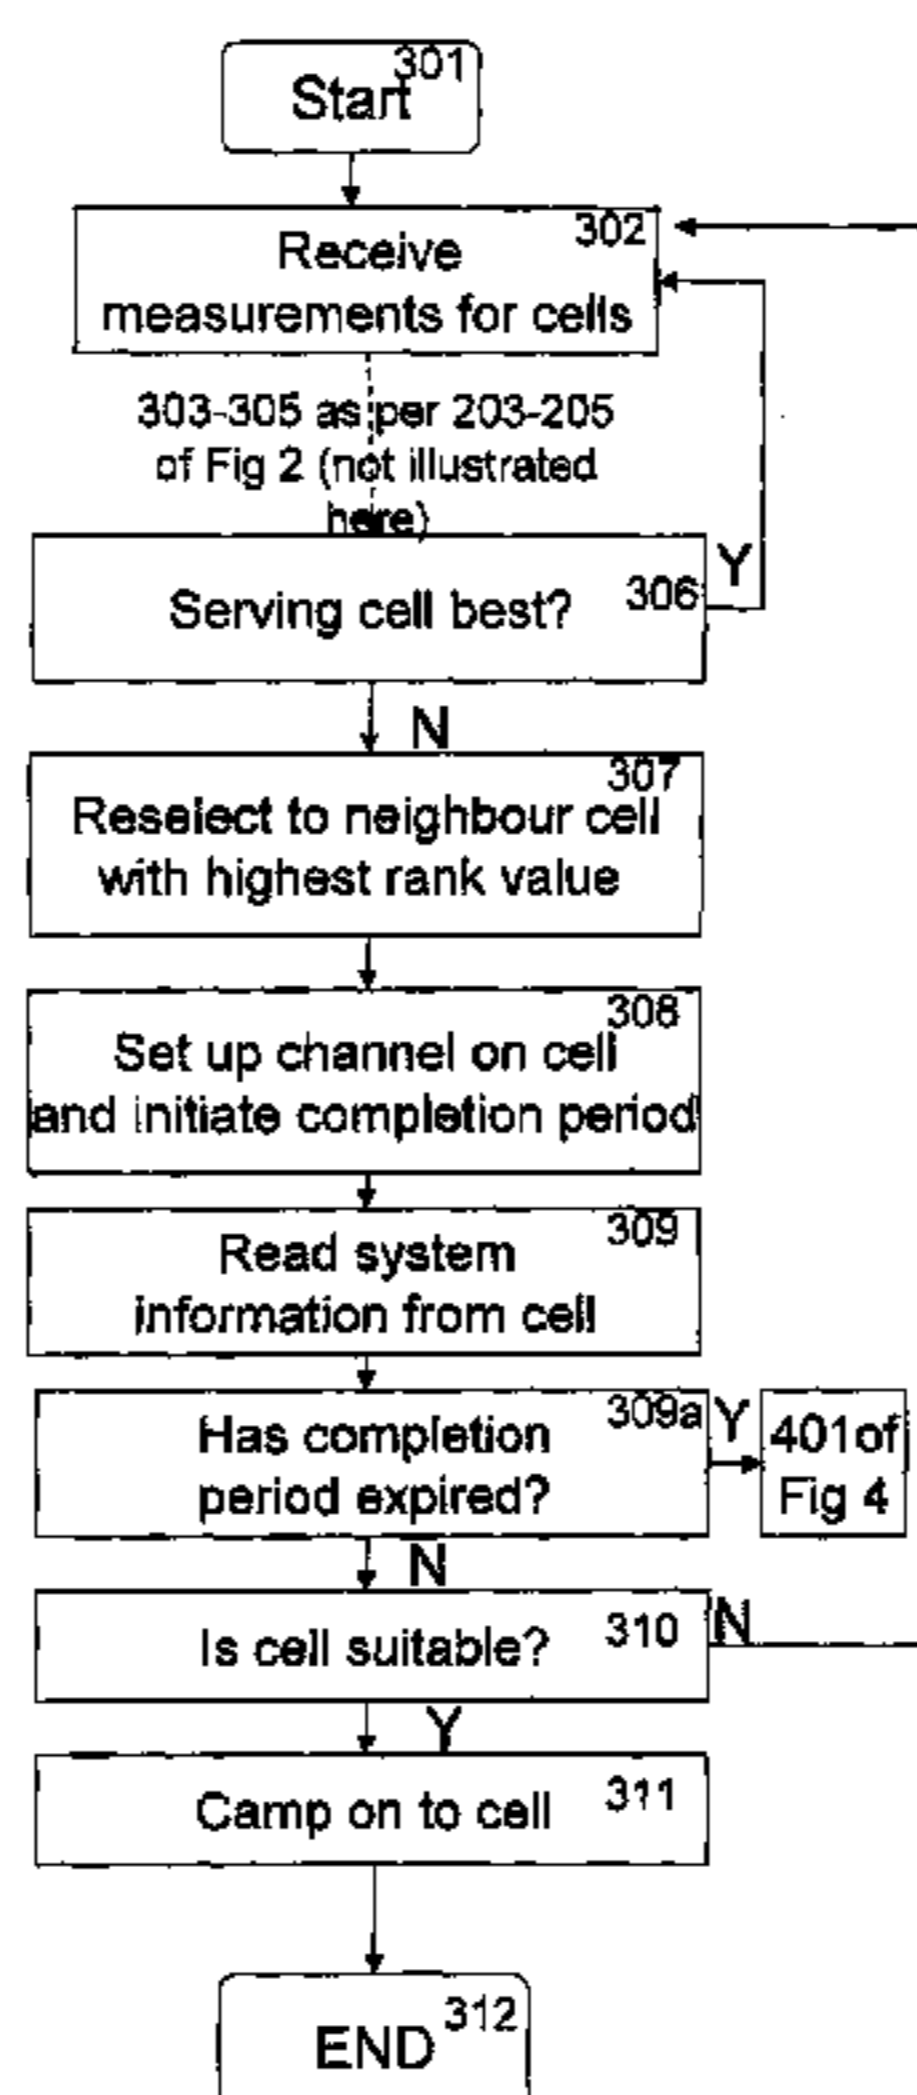 301
Start
302
Receive
measurements for cells
303-305 as per 203-205
of Fig 2 (not illustrated
here)
Y
Serving cell best? 306
N
307
Reselect to neighbour cell
with highest rank value
308
Set up channel on cell
and initiate completion period
309
Read system
information from cell
309a Y
Has completion
period expired?
401of
Fig 4
N
Is cell suitable? 310 N
Y
Camp on to cell 311
312
END